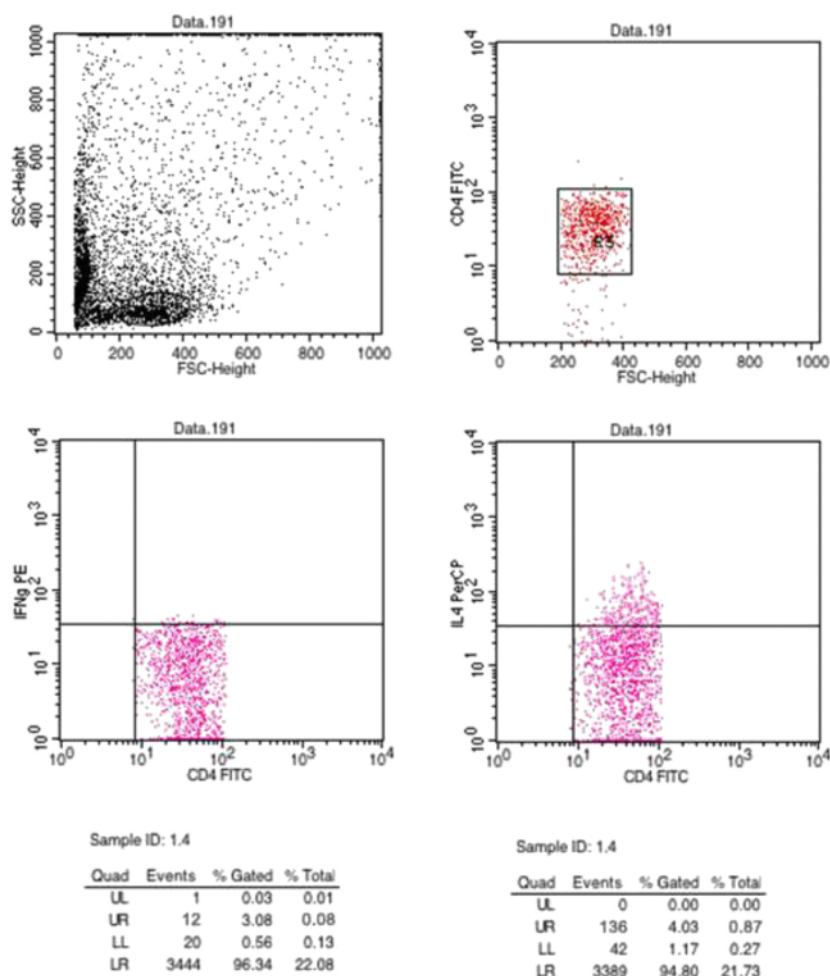 Data.191
1000
800
600
400
200
0
SSC-Height
0 200 400 600 800 1000
FSC-Height
Data.191
10^4
10^3
10^2
10^1
10^0
CD4 FITC
R3
0 200 400 600 800 1000
FSC-Height
Data.191
10^4
10^3
10^2
10^1
10^0
IFNg PE
10^0 10^1 10^2 10^3 10^4
CD4 FITC
Data.191
10^4
10^3
10^2
10^1
10^0
IL4 PerCP
10^0 10^1 10^2 10^3 10^4
CD4 FITC
Sample ID: 1.4
Quad Events % Gated % Total
UL 1 0.03 0.01
UR 12 3.08 0.08
LL 20 0.56 0.13
LR 3444 96.34 22.08
Sample ID: 1.4
Quad Events % Gated % Total
UL 0 0.00 0.00
UR 136 4.03 0.87
LL 42 1.17 0.27
LR 3389 94.80 21.73